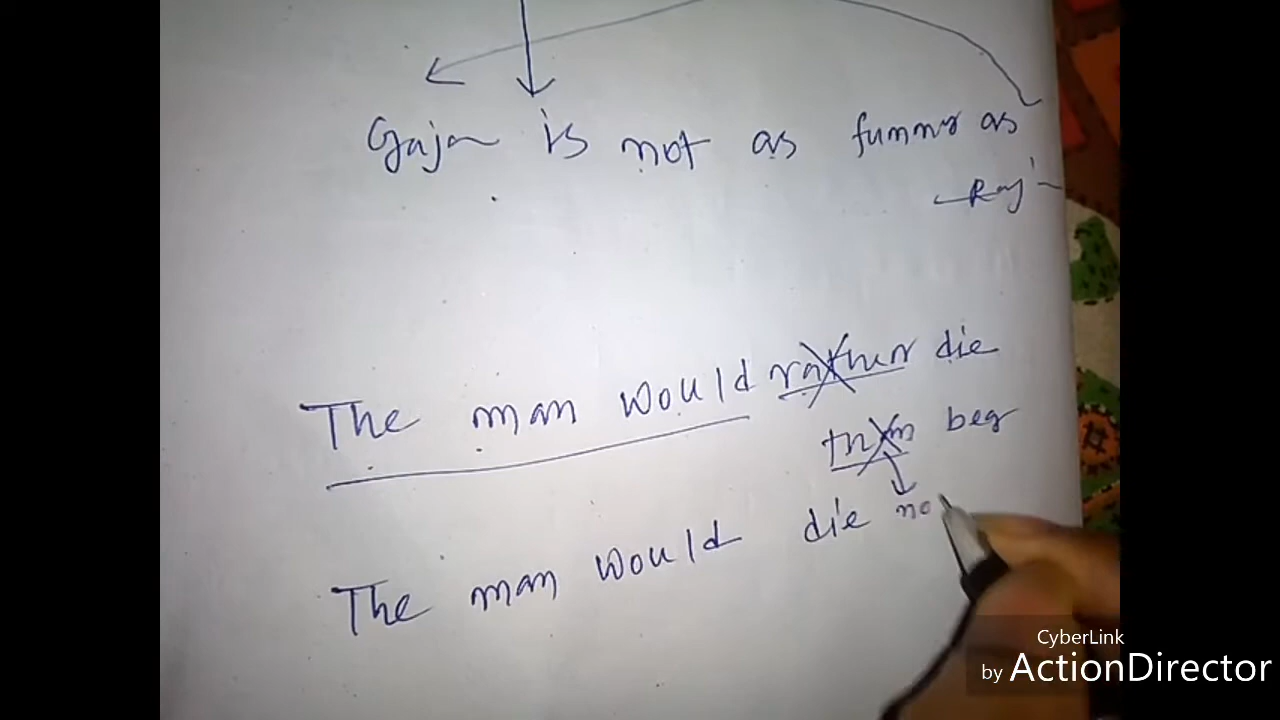 Gajan is not as funny as
Raj
The man would rather die
than beg
The man would die no
CyberLink
by ActionDirector